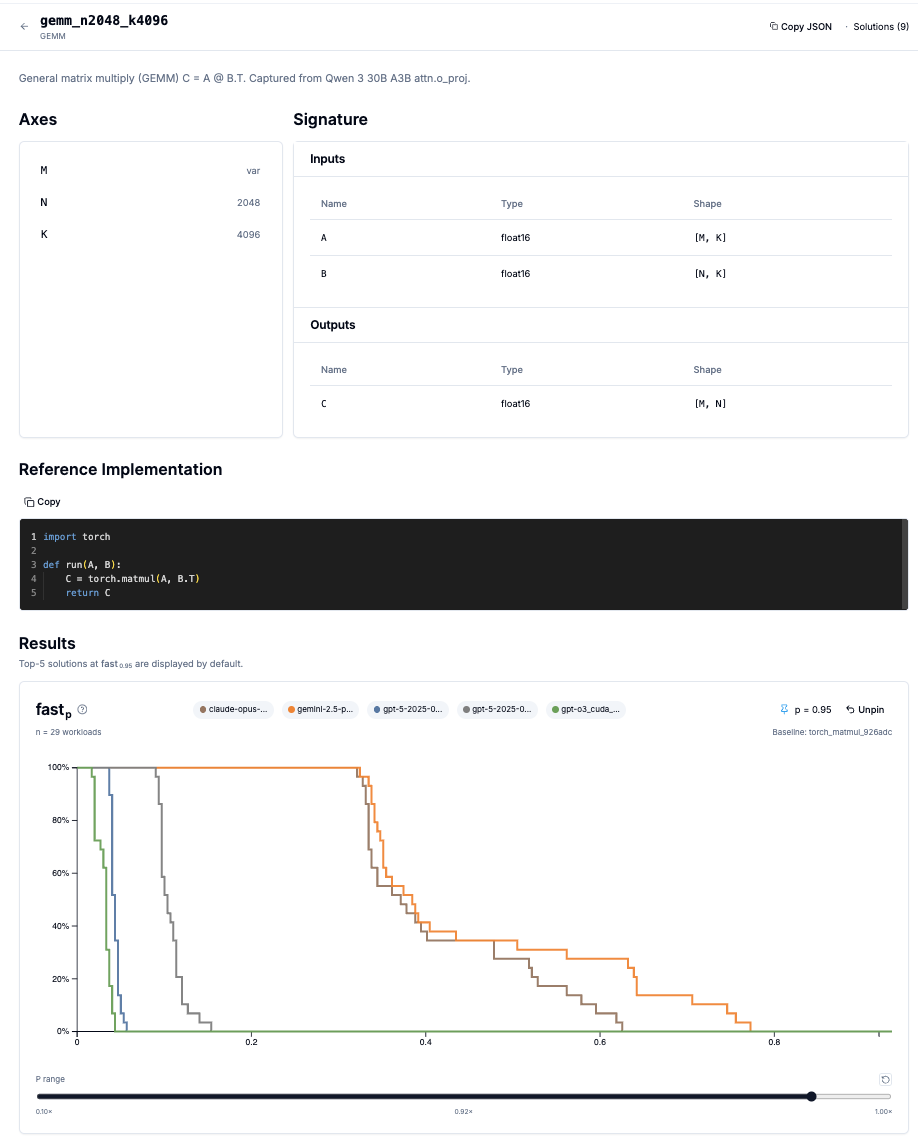 gemm_n2048_k4096
GEMM
Copy JSON · Solutions (9)
General matrix multiply (GEMM) C = A @ B.T. Captured from Qwen 3 30B A3B attn.o_proj.
Axes
M var
N 2048
K 4096
Signature
Inputs
Name Type Shape
A float16 [M, K]
B float16 [N, K]
Outputs
Name Type Shape
C float16 [M, N]
Reference Implementation
Copy
1 import torch
2
3 def run(A, B):
4     C = torch.matmul(A, B.T)
5     return C
Results
Top-5 solutions at fast0.95 are displayed by default.
fastp
claude-opus-... gemini-2.5-p... gpt-5-2025-0... gpt-5-2025-0... gpt-o3_cuda_...
p = 0.95 Unpin
n = 29 workloads
Baseline: torch_matmul_926adc
100%
80%
60%
40%
20%
0%
0 0.2 0.4 0.6 0.8
P range
0.10× 0.92× 1.00×